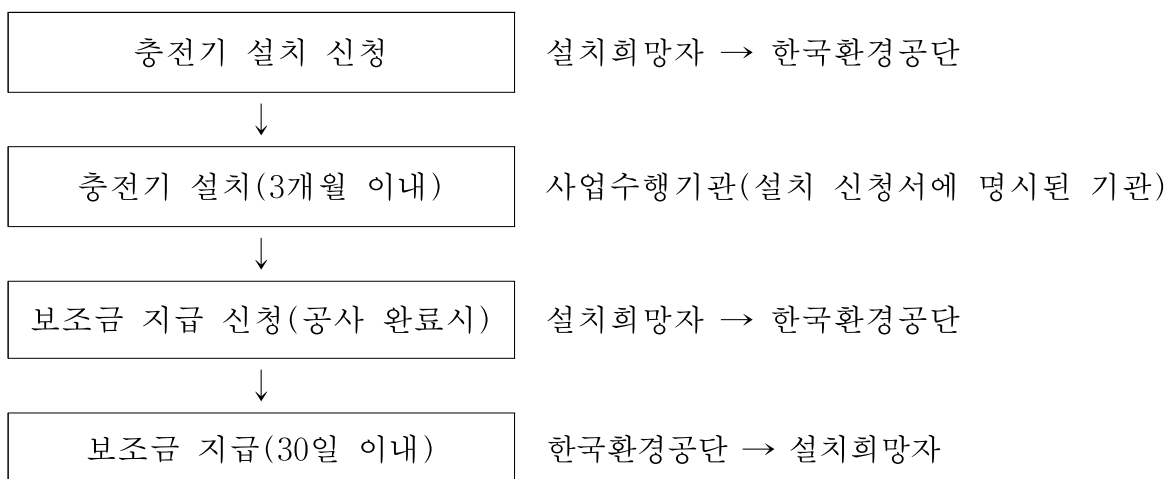 충전기 설치 신청 설치희망자 → 한국환경공단
↓
충전기 설치(3개월 이내) 사업수행기관(설치 신청서에 명시된 기관)
↓
보조금 지급 신청(공사 완료시) 설치희망자 → 한국환경공단
↓
보조금 지급(30일 이내) 한국환경공단 → 설치희망자